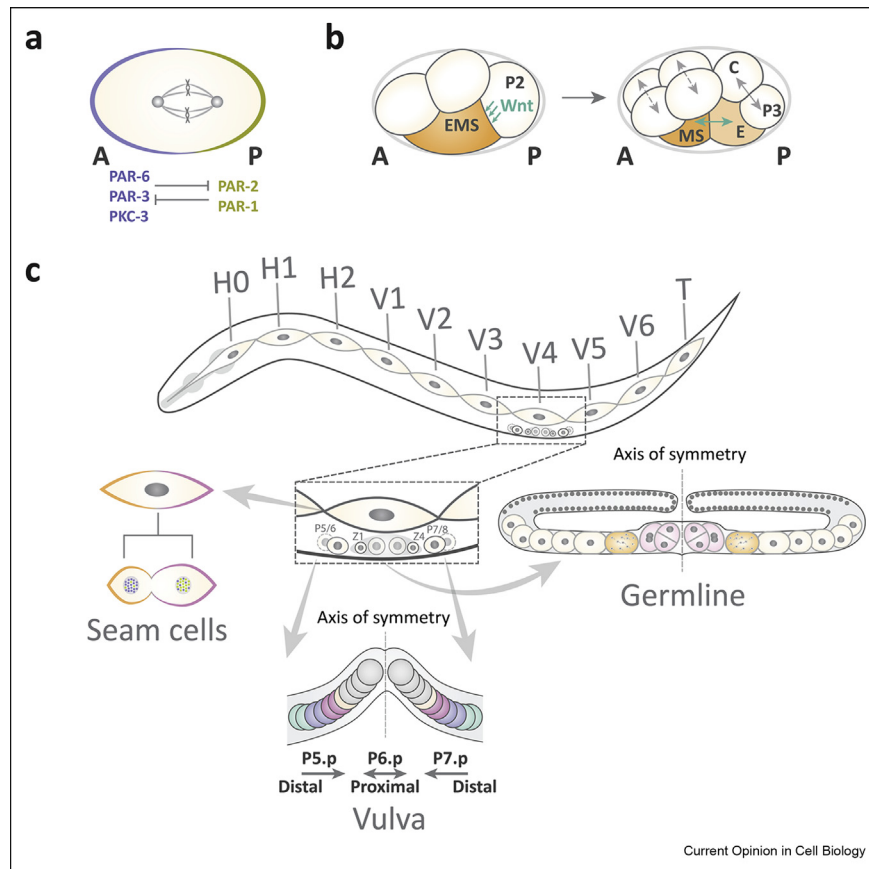 a
A P
PAR-6
PAR-3
PKC-3
PAR-2
PAR-1
b
P2
Wnt
EMS
A P
C
P3
MS E
A P
c
H0 H1 H2 V1 V2 V3 V4 V5 V6 T
Axis of symmetry
P5/6 Z1 Z4 P7/8
Seam cells
Germline
Axis of symmetry
P5.p P6.p P7.p
Distal Proximal Distal
Vulva
Current Opinion in Cell Biology